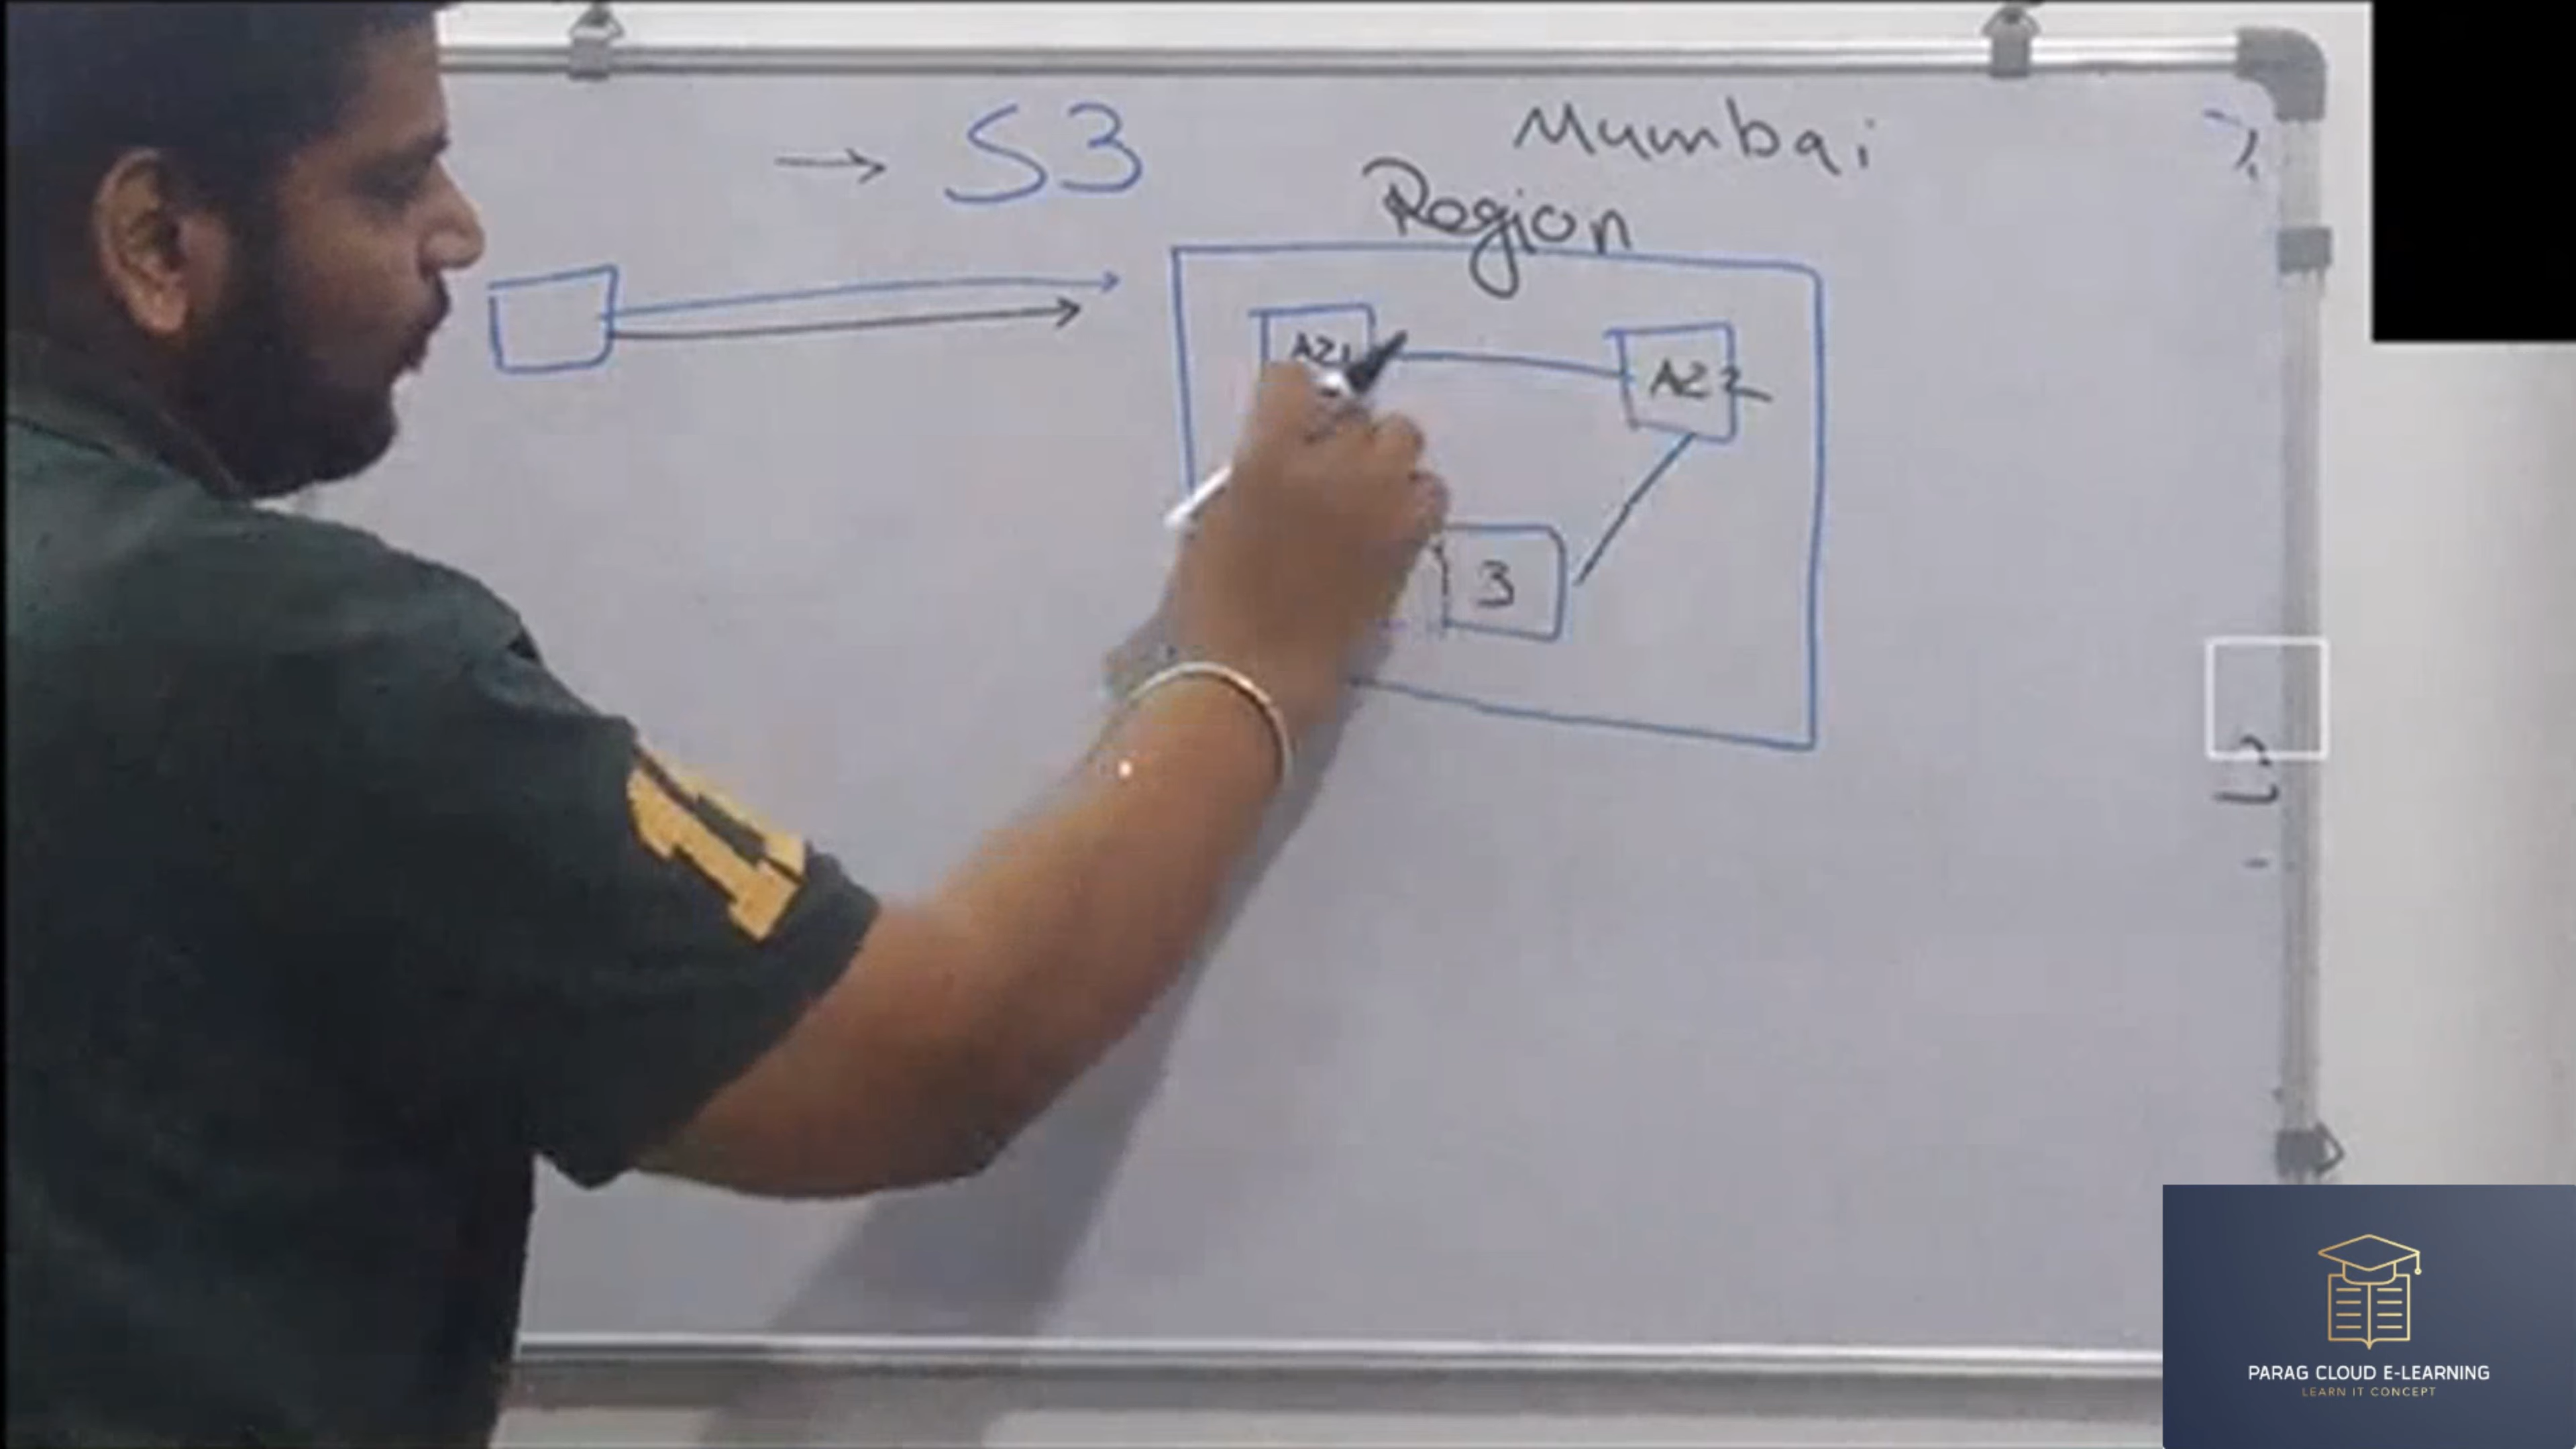 Mumbai
→ S3
Region
AZ1
AZ2
3
PARAG CLOUD E-LEARNING
LEARN IT CONCEPT